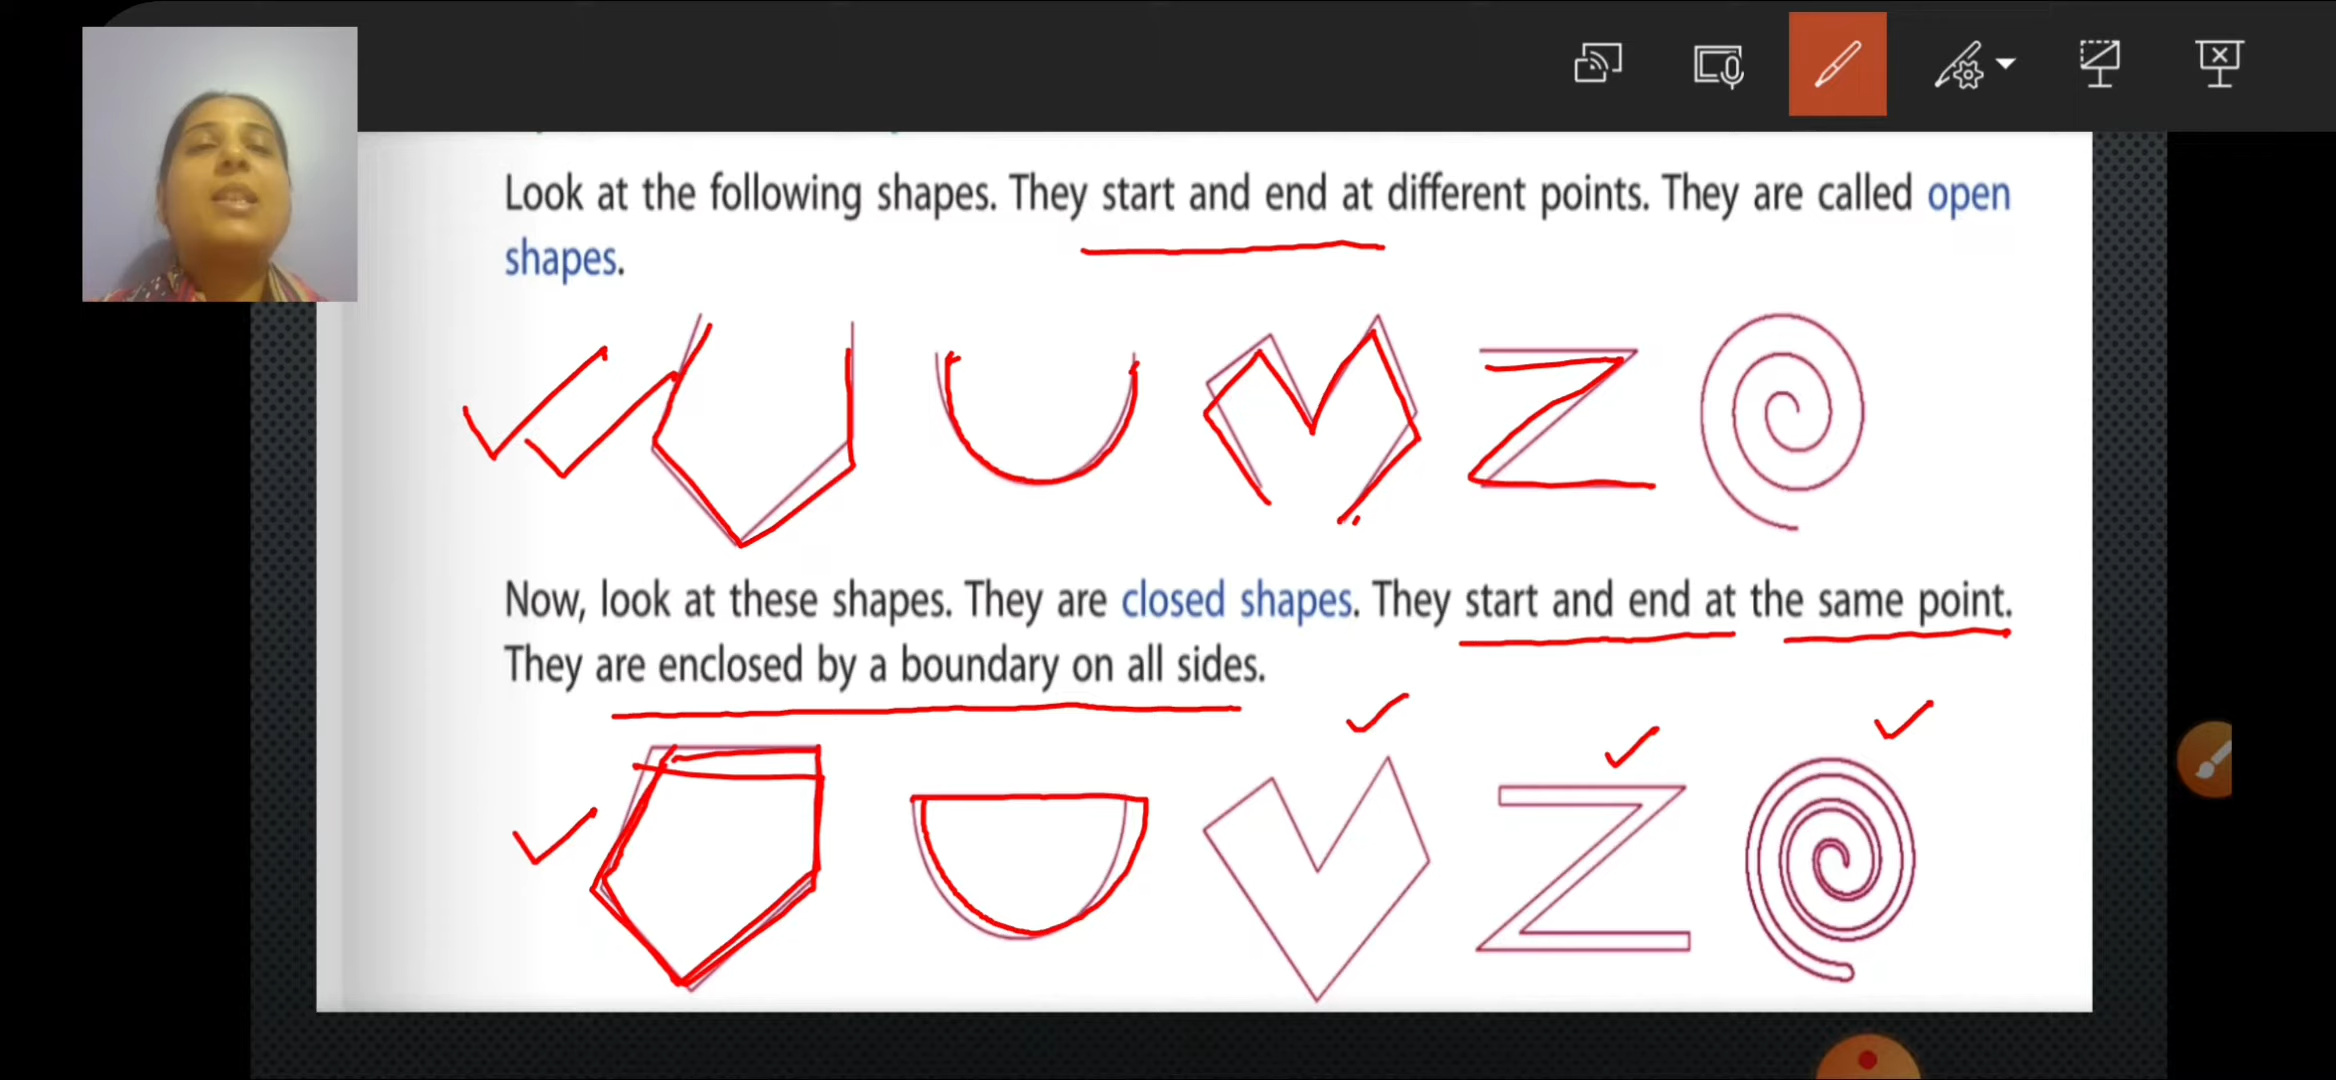 Look at the following shapes. They start and end at different points. They are called open
shapes.
Now, look at these shapes. They are closed shapes. They start and end at the same point.
They are enclosed by a boundary on all sides.